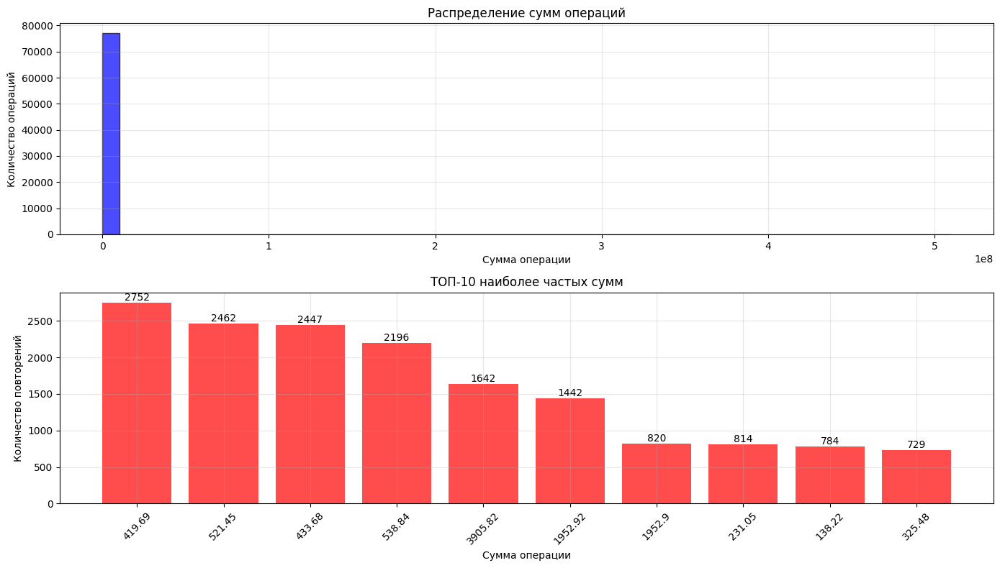 Распределение сумм операций
80000
70000
60000
50000
40000
30000
20000
10000
0
Количество операций
0 1 2 3 4 5
1e8
Сумма операции
ТОП-10 наиболее частых сумм
2500
2000
1500
1000
500
0
Количество повторений
2752 2462 2447 2196 1642 1442 820 814 784 729
419.69 521.45 433.68 538.84 3905.82 1952.92 1952.9 231.05 138.22 325.48
Сумма операции